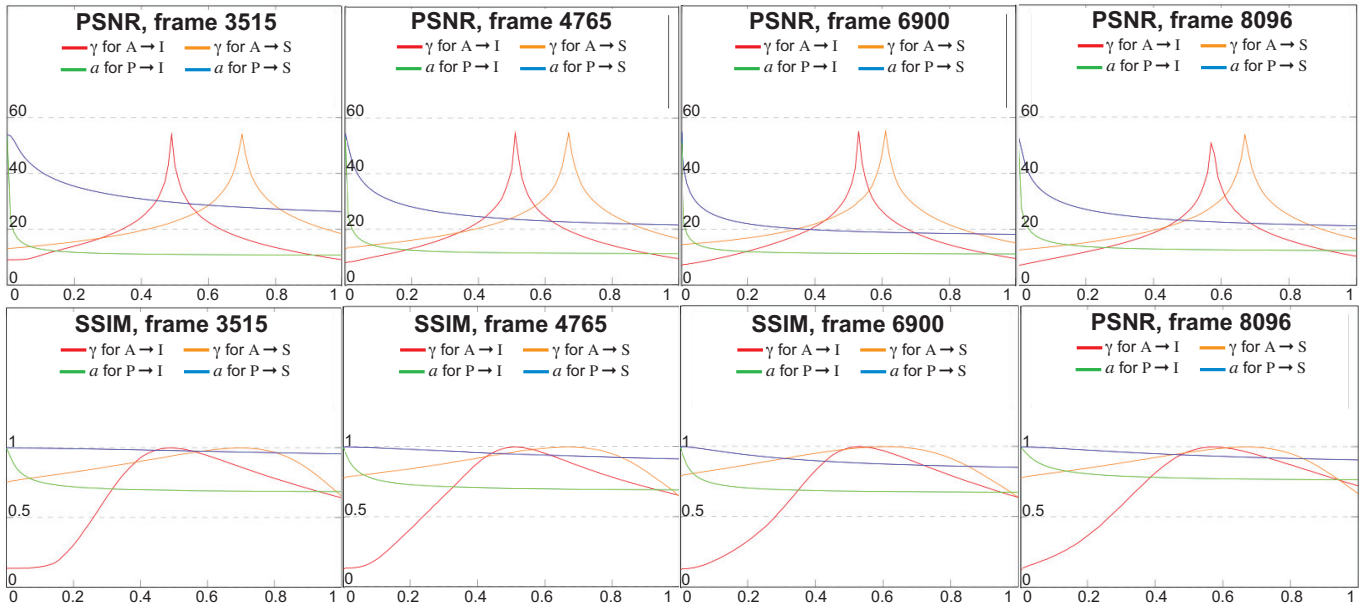 PSNR, frame 3515
γ for A → I γ for A → S
a for P → I a for P → S
60
40
20
0
0 0.2 0.4 0.6 0.8 1
PSNR, frame 4765
γ for A → I γ for A → S
a for P → I a for P → S
60
40
20
0
0 0.2 0.4 0.6 0.8 1
PSNR, frame 6900
γ for A → I γ for A → S
a for P → I a for P → S
60
40
20
0
0 0.2 0.4 0.6 0.8 1
PSNR, frame 8096
γ for A → I γ for A → S
a for P → I a for P → S
60
40
20
0
0 0.2 0.4 0.6 0.8 1
SSIM, frame 3515
γ for A → I γ for A → S
a for P → I a for P → S
1
0.5
0
0 0.2 0.4 0.6 0.8 1
SSIM, frame 4765
γ for A → I γ for A → S
a for P → I a for P → S
1
0.5
0
0 0.2 0.4 0.6 0.8 1
SSIM, frame 6900
γ for A → I γ for A → S
a for P → I a for P → S
1
0.5
0
0 0.2 0.4 0.6 0.8 1
PSNR, frame 8096
γ for A → I γ for A → S
a for P → I a for P → S
1
0.5
0
0 0.2 0.4 0.6 0.8 1